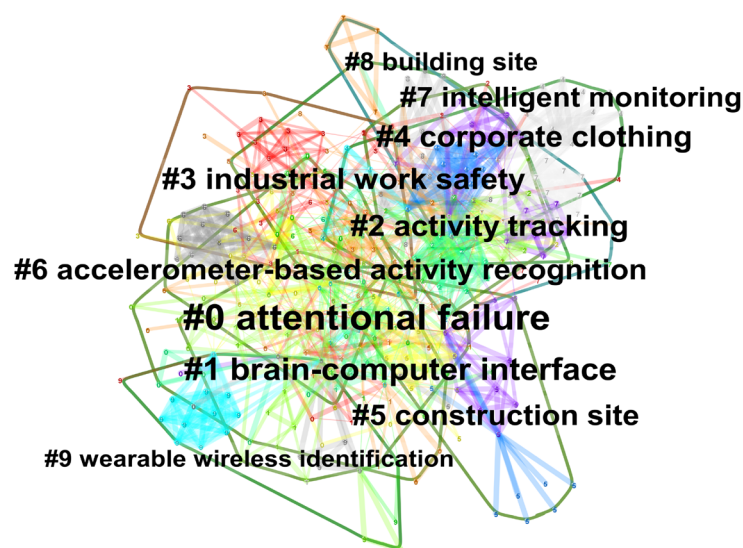 #8 building site
#7 intelligent monitoring
#4 corporate clothing
#3 industrial work safety
#2 activity tracking
#6 accelerometer-based activity recognition
#0 attentional failure
#1 brain-computer interface
#5 construction site
#9 wearable wireless identification